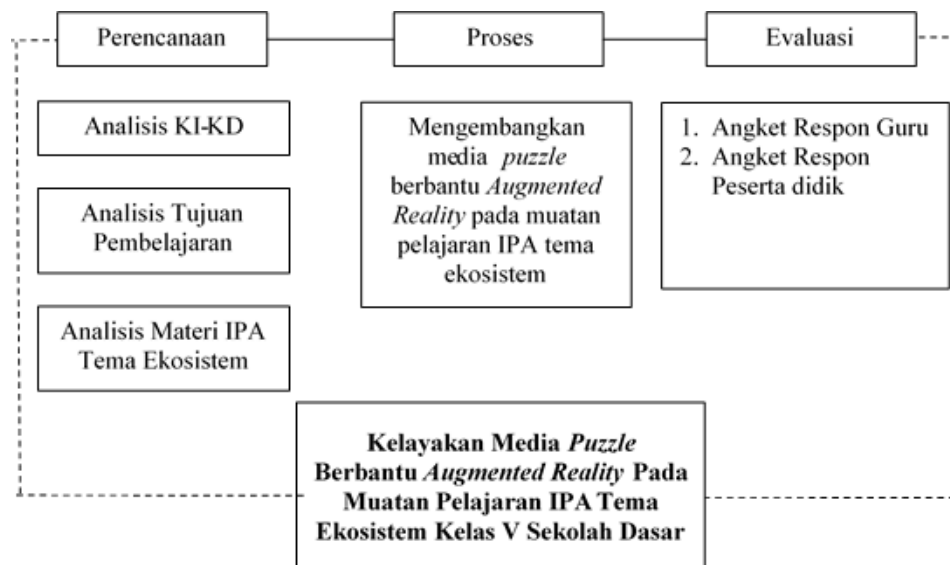 Perencanaan
Proses
Evaluasi
Analisis KI-KD
Analisis Tujuan
Pembelajaran
Analisis Materi IPA
Tema Ekosistem
Mengembangkan
media puzzle
berbantu Augmented
Reality pada muatan
pelajaran IPA tema
ekosistem
1. Angket Respon Guru
2. Angket Respon
Peserta didik
Kelayakan Media Puzzle
Berbantu Augmented Reality Pada
Muatan Pelajaran IPA Tema
Ekosistem Kelas V Sekolah Dasar